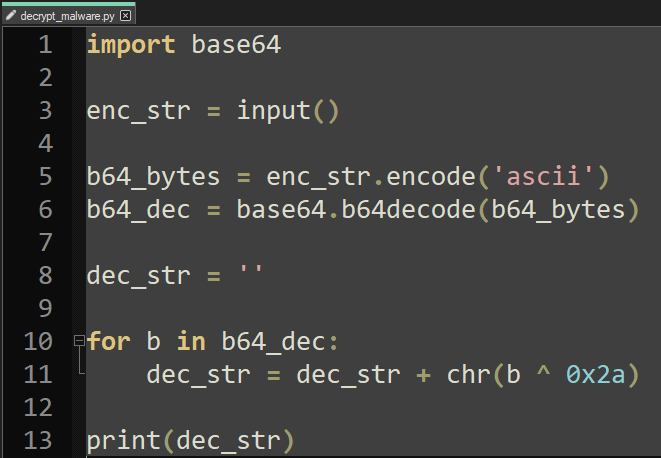 decrypt_malware.py
1 import base64
2
3 enc_str = input()
4
5 b64_bytes = enc_str.encode('ascii')
6 b64_dec = base64.b64decode(b64_bytes)
7
8 dec_str = ''
9
10 for b in b64_dec:
11     dec_str = dec_str + chr(b ^ 0x2a)
12
13 print(dec_str)